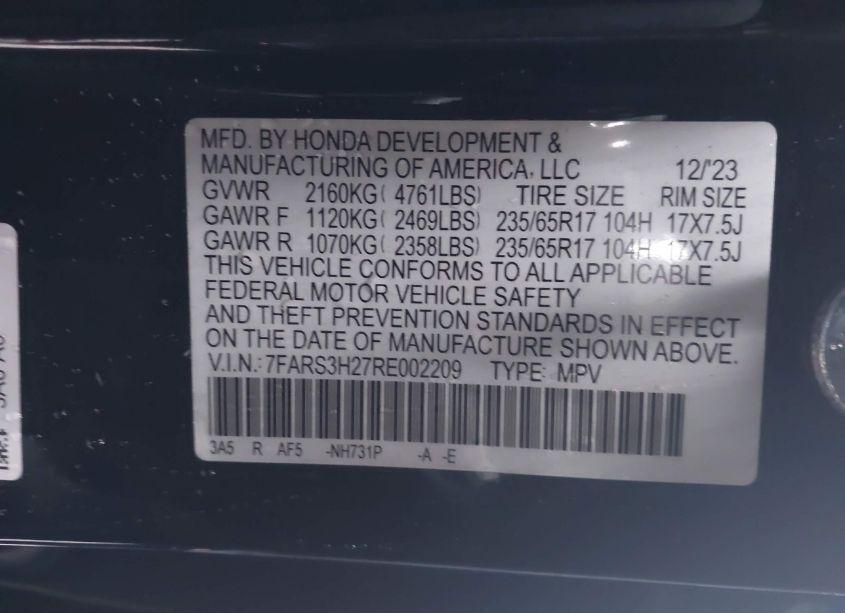 MFD. BY HONDA DEVELOPMENT &
MANUFACTURING OF AMERICA, LLC 12/'23
GVWR 2160KG( 4761LBS) TIRE SIZE RIM SIZE
GAWR F 1120KG( 2469LBS) 235/65R17 104H 17X7.5J
GAWR R 1070KG( 2358LBS) 235/65R17 104H 17X7.5J
THIS VEHICLE CONFORMS TO ALL APPLICABLE
FEDERAL MOTOR VEHICLE SAFETY
AND THEFT PREVENTION STANDARDS IN EFFECT
ON THE DATE OF MANUFACTURE SHOWN ABOVE.
V.I.N.: 7FARS3H27RE002209 TYPE: MPV
3A5 R AF5 -NH731P -A -E